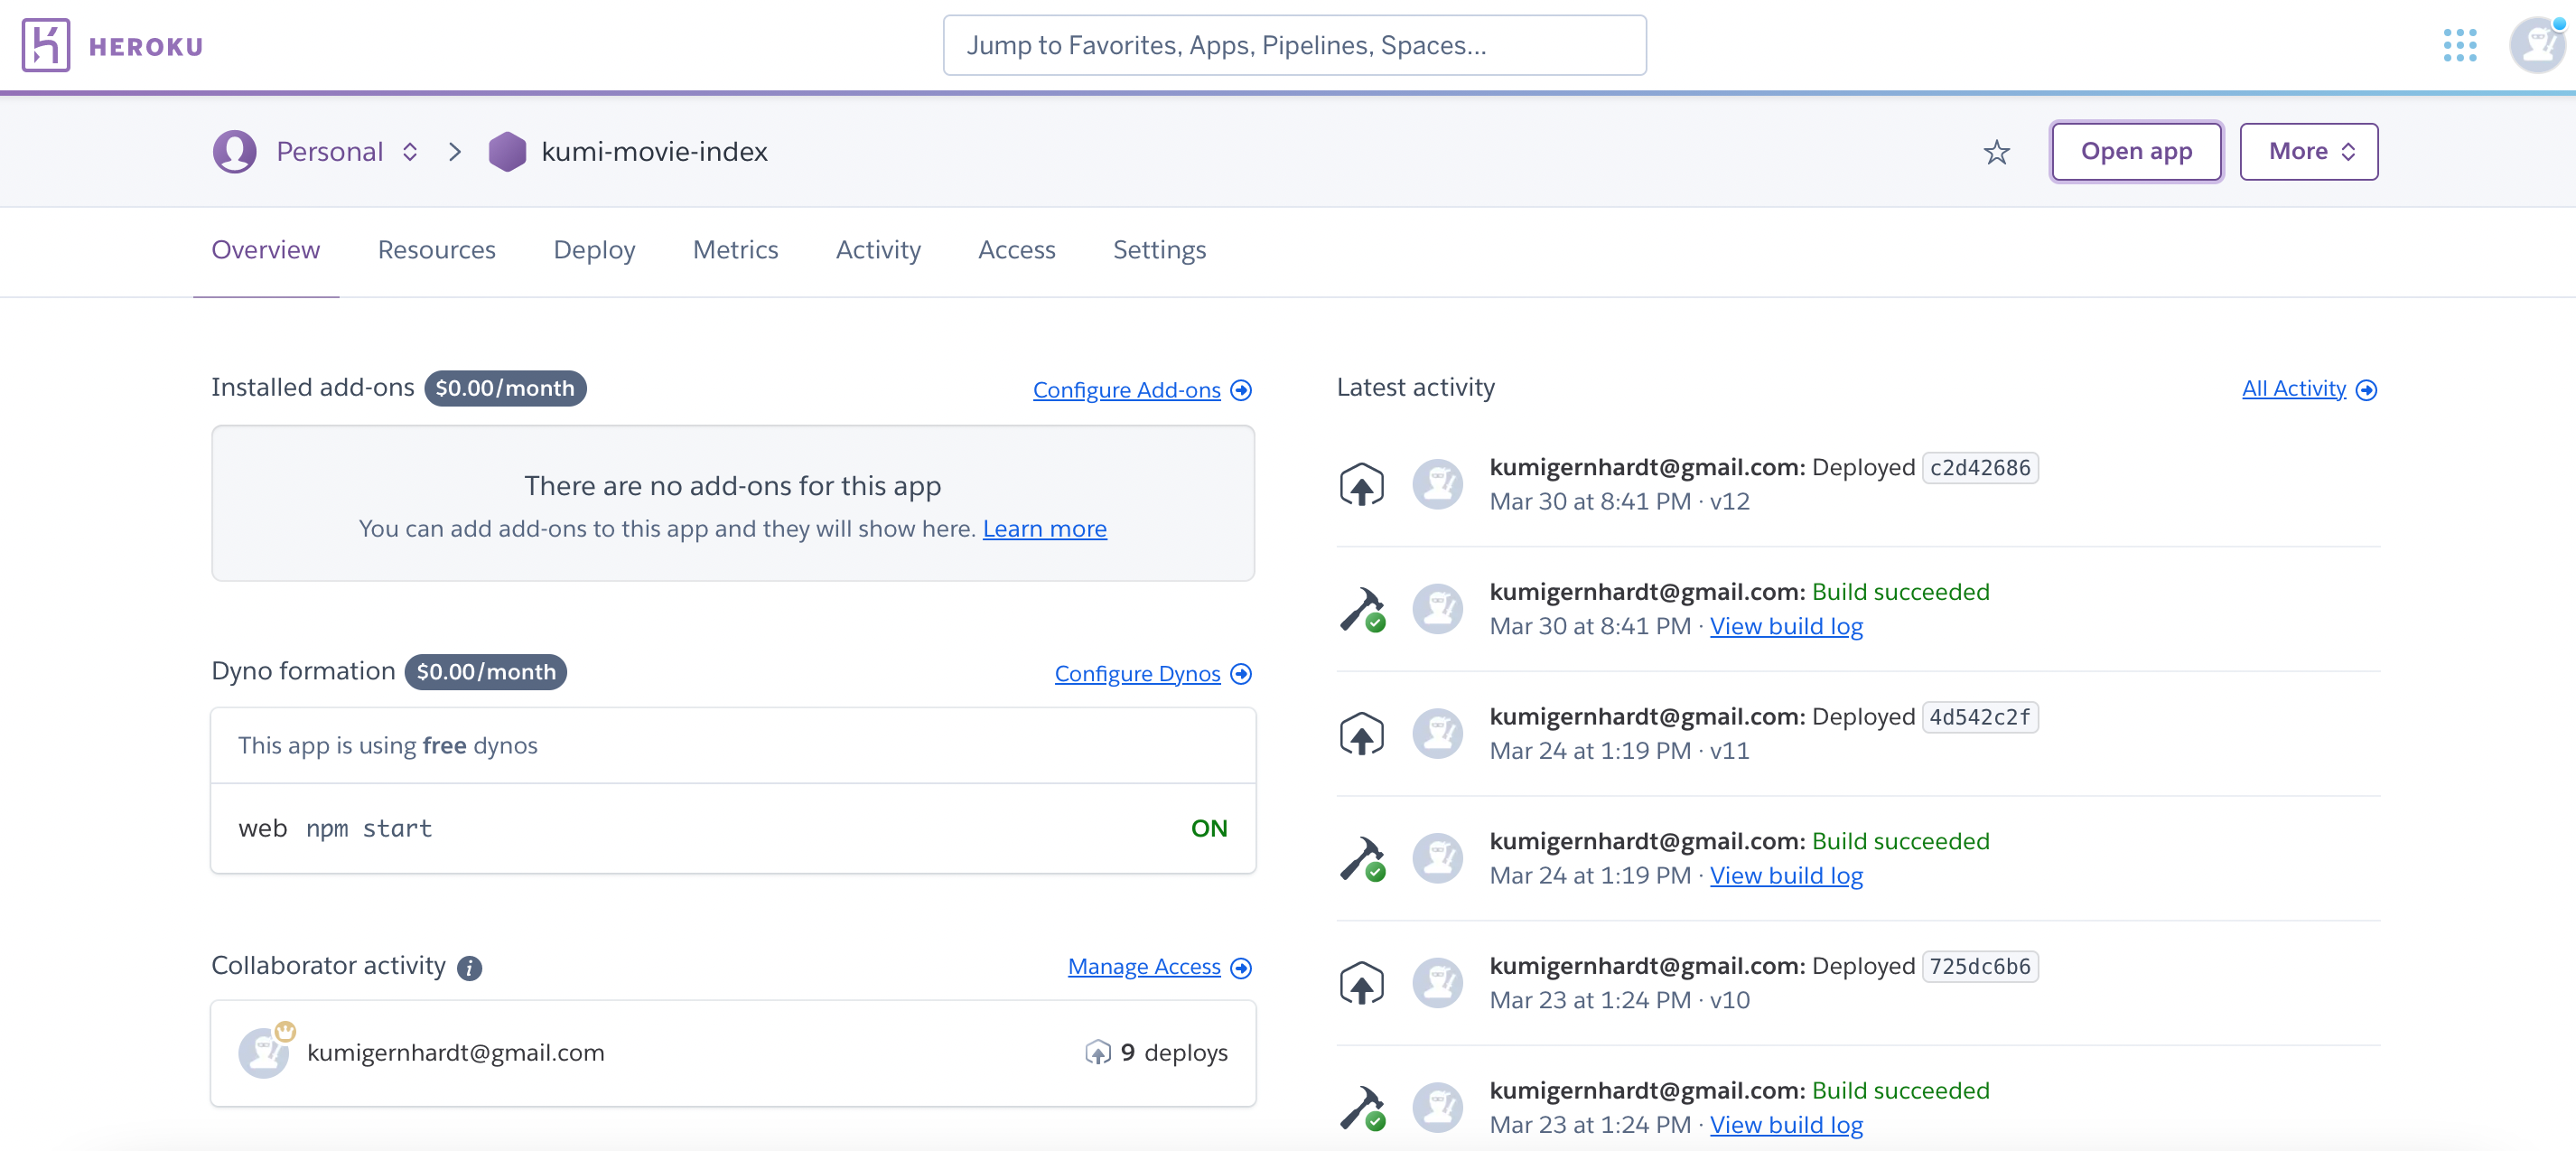 HEROKU
Jump to Favorites, Apps, Pipelines, Spaces...
Personal
kumi-movie-index
Open app
More
Overview
Resources
Deploy
Metrics
Activity
Access
Settings
Installed add-ons $0.00/month
Configure Add-ons
There are no add-ons for this app
You can add add-ons to this app and they will show here. Learn more
Dyno formation $0.00/month
Configure Dynos
This app is using free dynos
web npm start
ON
Collaborator activity
Manage Access
kumigernhardt@gmail.com
9 deploys
Latest activity
All Activity
kumigernhardt@gmail.com: Deployed c2d42686
Mar 30 at 8:41 PM · v12
kumigernhardt@gmail.com: Build succeeded
Mar 30 at 8:41 PM · View build log
kumigernhardt@gmail.com: Deployed 4d542c2f
Mar 24 at 1:19 PM · v11
kumigernhardt@gmail.com: Build succeeded
Mar 24 at 1:19 PM · View build log
kumigernhardt@gmail.com: Deployed 725dc6b6
Mar 23 at 1:24 PM · v10
kumigernhardt@gmail.com: Build succeeded
Mar 23 at 1:24 PM · View build log